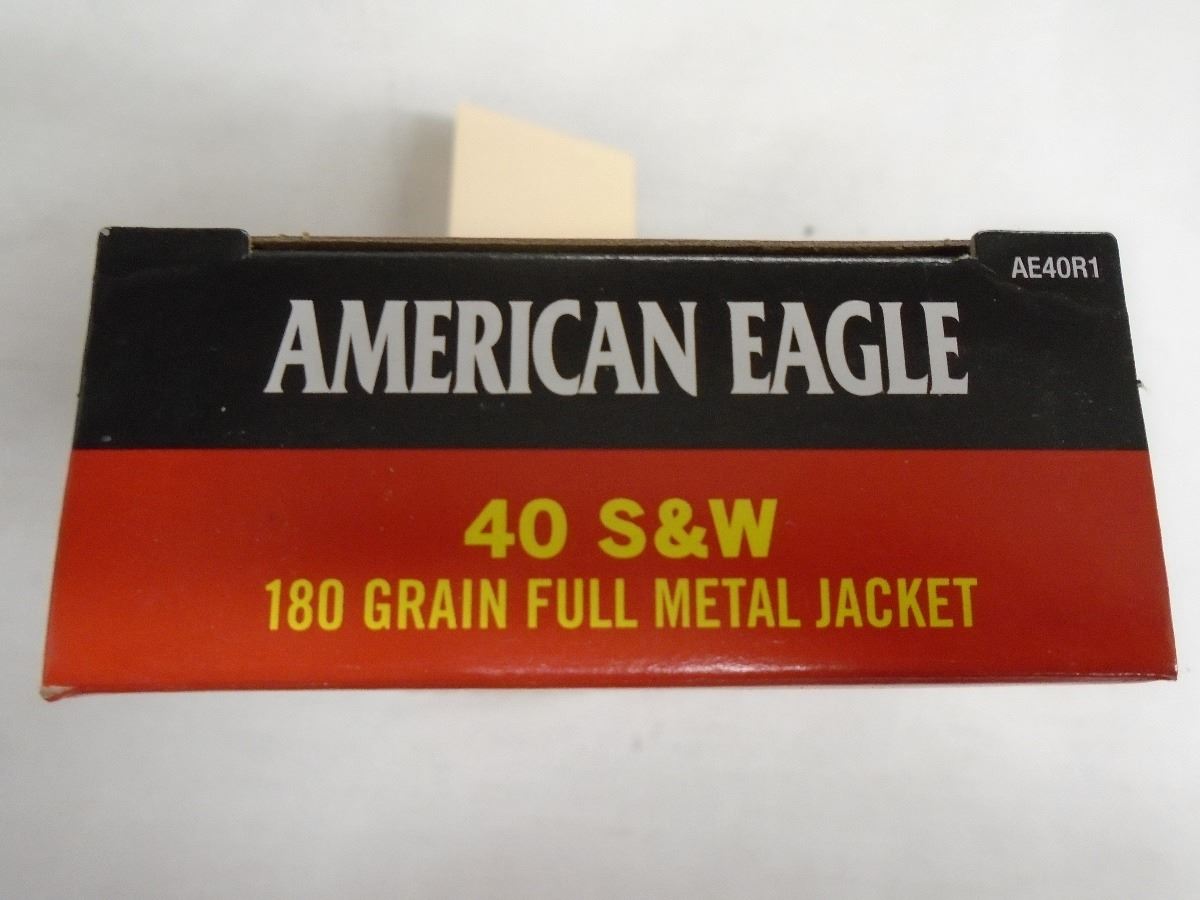 AE40R1
AMERICAN EAGLE
40 S&W
180 GRAIN FULL METAL JACKET